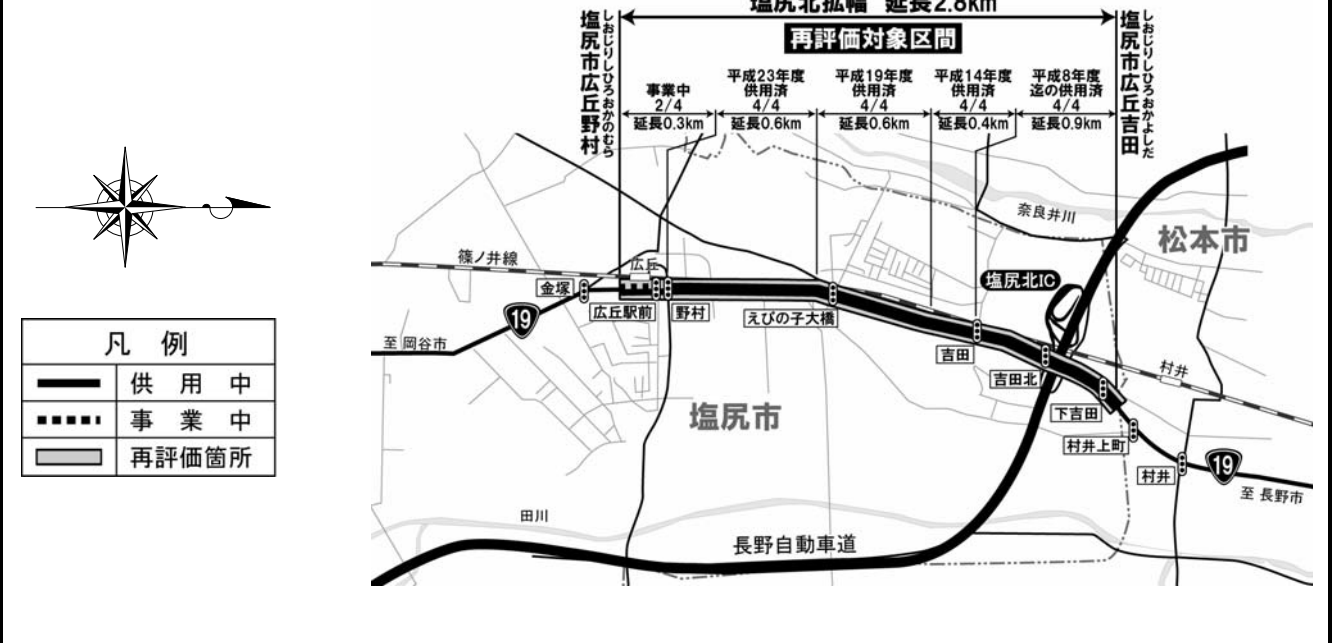 塩尻北拡幅 延長2.8km
再評価対象区間
塩尻市広丘野村
しおじりしひろおかのむら
塩尻市広丘吉田
しおじりしひろおかよしだ
事業中
2/4
延長0.3km
平成23年度
供用済
4/4
延長0.6km
平成19年度
供用済
4/4
延長0.6km
平成14年度
供用済
4/4
延長0.4km
平成8年度
迄の供用済
4/4
延長0.9km
奈良井川
松本市
篠ノ井線
広丘
塩尻北IC
金塚
広丘駅前
野村
えびの子大橋
19
至 岡谷市
吉田
吉田北
村井
下吉田
塩尻市
村井上町
村井
19
至 長野市
田川
長野自動車道
凡 例
供 用 中
事 業 中
再評価箇所